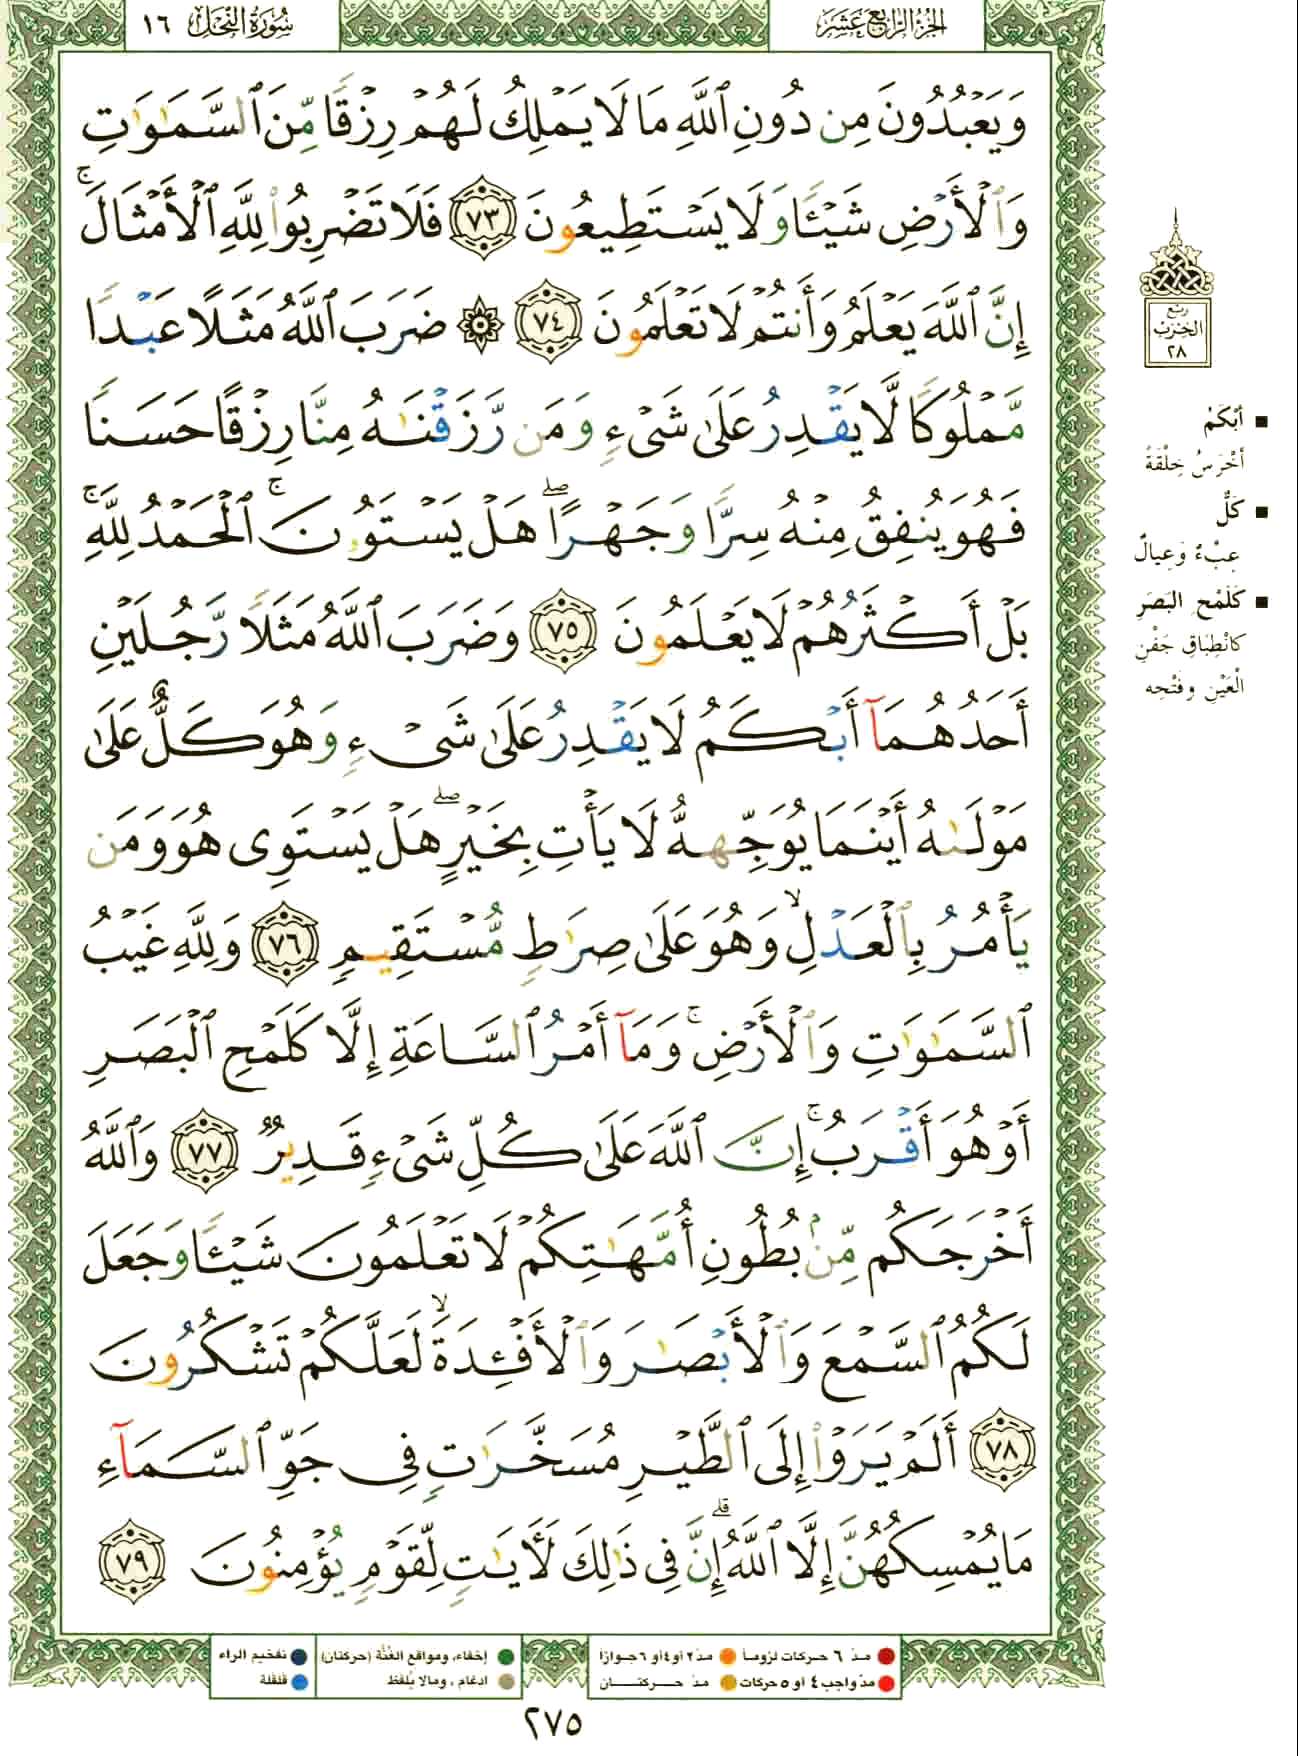 الجزء الرابع عشر
سورة النحل ١٦
وَيَعْبُدُونَ مِن دُونِ ٱللَّهِ مَا لَا يَمْلِكُ لَهُمْ رِزْقًا مِّنَ ٱلسَّمَٰوَٰتِ
وَٱلْأَرْضِ شَيْـًٔا وَلَا يَسْتَطِيعُونَ ٧٣ فَلَا تَضْرِبُوا۟ لِلَّهِ ٱلْأَمْثَالَ ۚ
إِنَّ ٱللَّهَ يَعْلَمُ وَأَنتُمْ لَا تَعْلَمُونَ ٧٤ ۞ ضَرَبَ ٱللَّهُ مَثَلًا عَبْدًا
مَّمْلُوكًا لَّا يَقْدِرُ عَلَىٰ شَىْءٍ وَمَن رَّزَقْنَٰهُ مِنَّا رِزْقًا حَسَنًا
فَهُوَ يُنفِقُ مِنْهُ سِرًّا وَجَهْرًا ۖ هَلْ يَسْتَوُۥنَ ۚ ٱلْحَمْدُ لِلَّهِ ۚ
بَلْ أَكْثَرُهُمْ لَا يَعْلَمُونَ ٧٥ وَضَرَبَ ٱللَّهُ مَثَلًا رَّجُلَيْنِ
أَحَدُهُمَآ أَبْكَمُ لَا يَقْدِرُ عَلَىٰ شَىْءٍ وَهُوَ كَلٌّ عَلَىٰ
مَوْلَىٰهُ أَيْنَمَا يُوَجِّههُّ لَا يَأْتِ بِخَيْرٍ ۖ هَلْ يَسْتَوِى هُوَ وَمَن
يَأْمُرُ بِٱلْعَدْلِ ۙ وَهُوَ عَلَىٰ صِرَٰطٍ مُّسْتَقِيمٍ ٧٦ وَلِلَّهِ غَيْبُ
ٱلسَّمَٰوَٰتِ وَٱلْأَرْضِ ۚ وَمَآ أَمْرُ ٱلسَّاعَةِ إِلَّا كَلَمْحِ ٱلْبَصَرِ
أَوْ هُوَ أَقْرَبُ ۚ إِنَّ ٱللَّهَ عَلَىٰ كُلِّ شَىْءٍ قَدِيرٌ ٧٧ وَٱللَّهُ
أَخْرَجَكُم مِّنۢ بُطُونِ أُمَّهَٰتِكُمْ لَا تَعْلَمُونَ شَيْـًٔا وَجَعَلَ
لَكُمُ ٱلسَّمْعَ وَٱلْأَبْصَٰرَ وَٱلْأَفْـِٔدَةَ ۙ لَعَلَّكُمْ تَشْكُرُونَ
٧٨ أَلَمْ يَرَوْا۟ إِلَى ٱلطَّيْرِ مُسَخَّرَٰتٍ فِى جَوِّ ٱلسَّمَآءِ
مَا يُمْسِكُهُنَّ إِلَّا ٱللَّهُ ۗ إِنَّ فِى ذَٰلِكَ لَـَٔايَٰتٍ لِّقَوْمٍ يُؤْمِنُونَ ٧٩
ربع
الحزب
٢٨
■ أَبْكَمُ
أَخْرَسُ خِلْقَةً
■ كَلٌّ
عِبْءٌ وَعِيالٌ
■ كَلَمْحِ البَصَرِ
كانْطِباقِ جَفْنِ
الْعَيْنِ وفَتْحِه
مدّ ٦ حركات لزوماً
مدّ ٢ أو ٤ أو ٦ جوازاً
إخفاء، ومواقع الغُنَّة (حركتان)
تفخيم الراء
مدّ واجب ٤ أو ٥ حركات
مدّ حركتان
ادغام ، ومالا يُلفَظ
قلقلة
٢٧٥